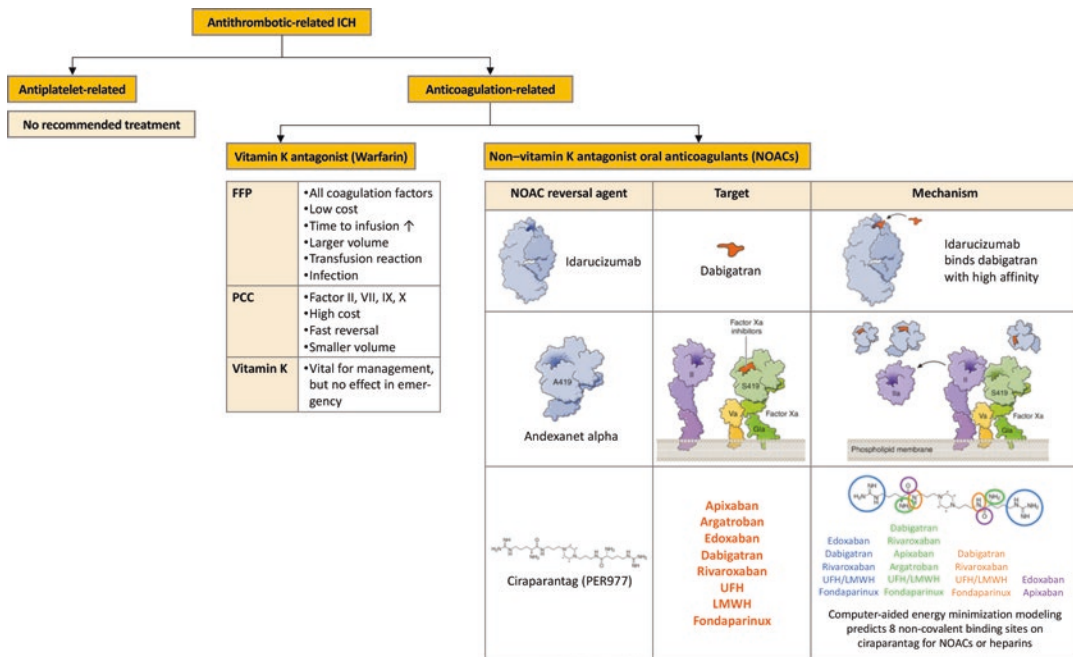 Antithrombotic-related ICH
Antiplatelet-related
Anticoagulation-related
No recommended treatment
Vitamin K antagonist (Warfarin)
Non–vitamin K antagonist oral anticoagulants (NOACs)
FFP
•All coagulation factors
•Low cost
•Time to infusion ↑
•Larger volume
•Transfusion reaction
•Infection
PCC
•Factor II, VII, IX, X
•High cost
•Fast reversal
•Smaller volume
Vitamin K
•Vital for management,
but no effect in emer-
gency
NOAC reversal agent
Target
Mechanism
Idarucizumab
Dabigatran
Idarucizumab
binds dabigatran
with high affinity
A419
Andexanet alpha
Factor Xa
inhibitors
II
S419
Va
Factor Xa
Gla
Phospholipid membrane
IIa
II
S419
Va
Factor Xa
Gla
Ciraparantag (PER977)
Apixaban
Argatroban
Edoxaban
Dabigatran
Rivaroxaban
UFH
LMWH
Fondaparinux
Edoxaban
Dabigatran
Rivaroxaban
UFH/LMWH
Fondaparinux
Dabigatran
Rivaroxaban
Apixaban
Argatroban
UFH/LMWH
Fondaparinux
Dabigatran
Rivaroxaban
UFH/LMWH
Fondaparinux
Edoxaban
Apixaban
Computer-aided energy minimization modeling
predicts 8 non-covalent binding sites on
ciraparantag for NOACs or heparins